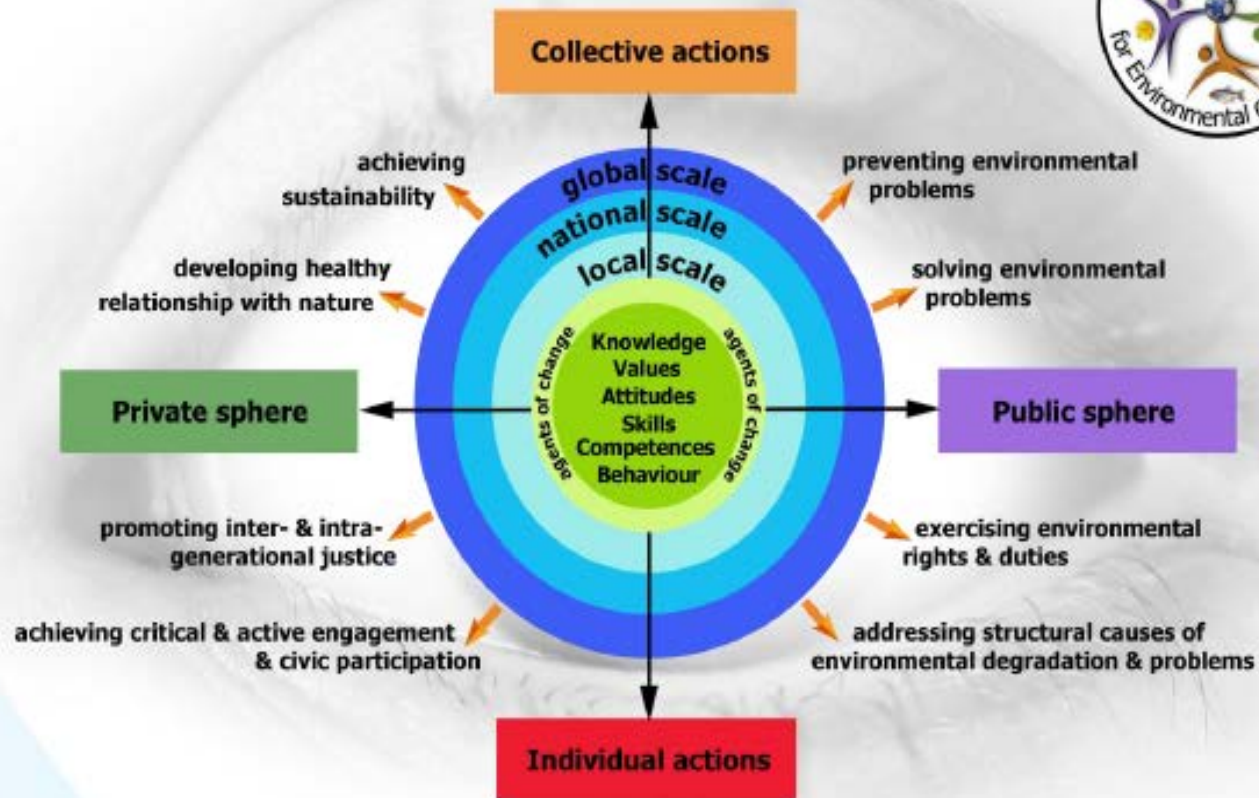 Collective actions
for Environmental
achieving
sustainability
preventing environmental
problems
global scale
national scale
local scale
developing healthy
relationship with nature
solving environmental
problems
agents of change
Knowledge
Values
Attitudes
Skills
Competences
Behaviour
agents of change
Private sphere
Public sphere
promoting inter- & intra-
generational justice
exercising environmental
rights & duties
achieving critical & active engagement
& civic participation
addressing structural causes of
environmental degradation & problems
Individual actions